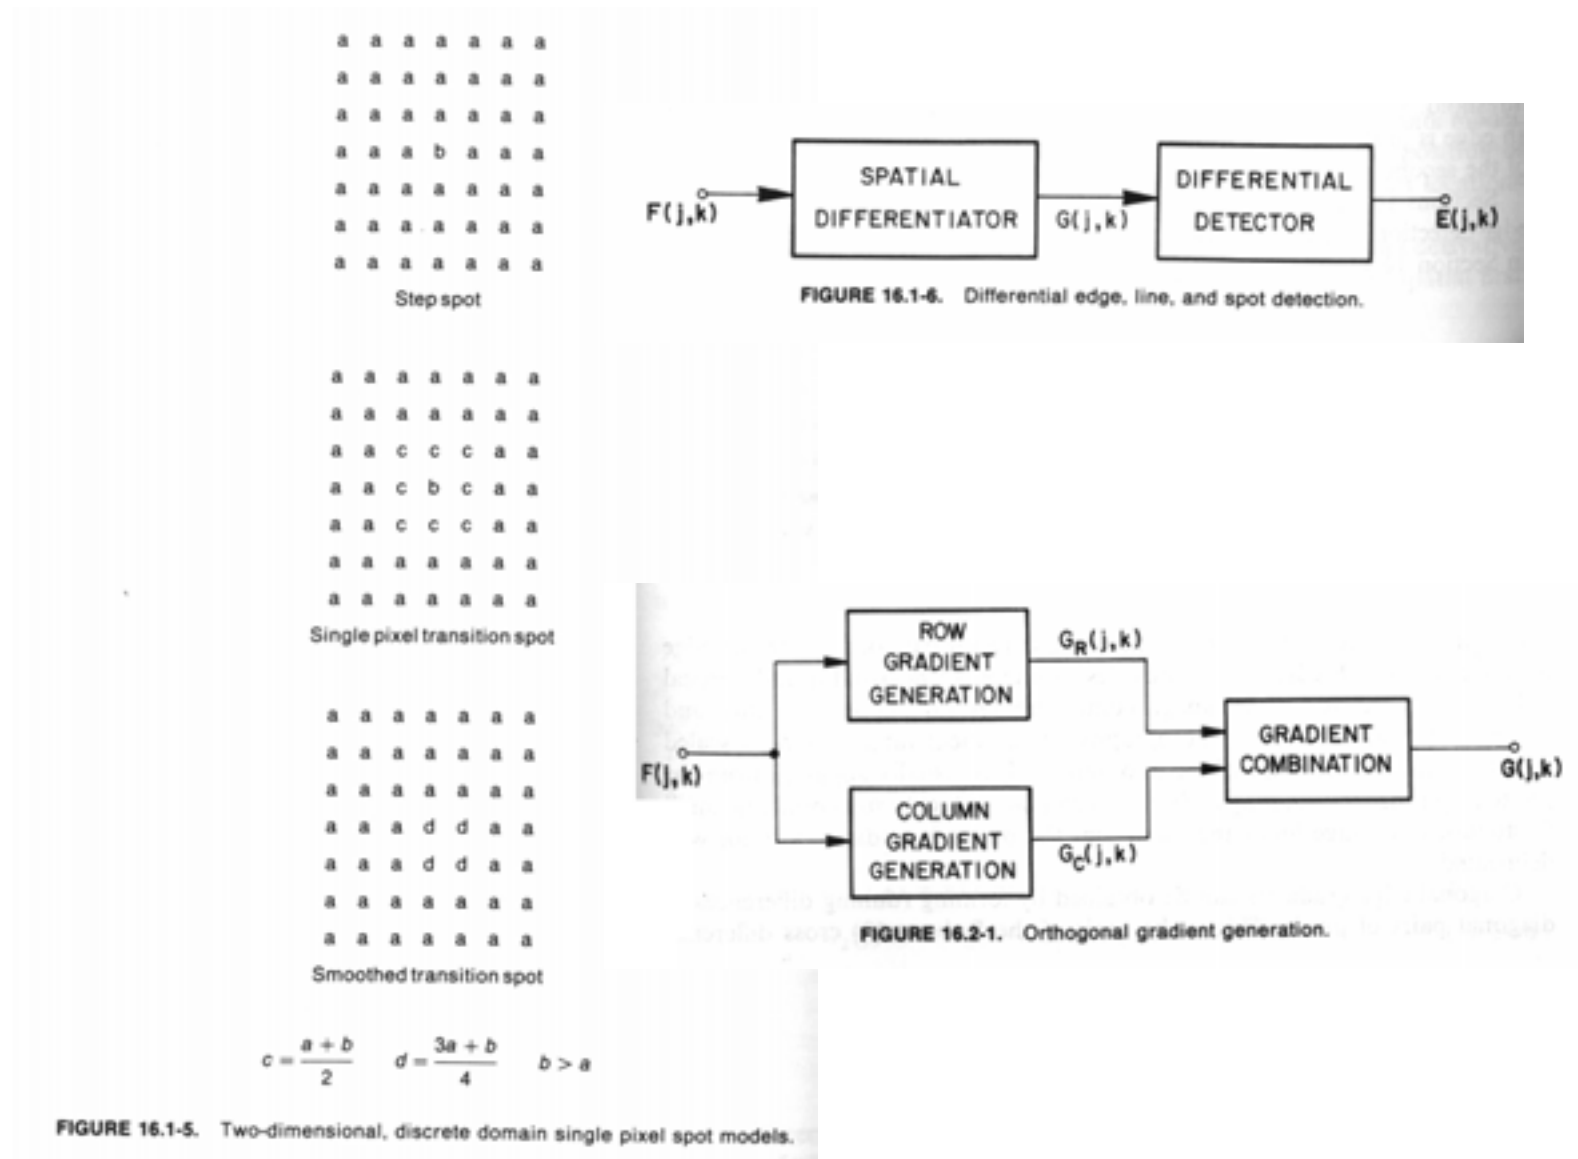 a a a a a a a
a a a a a a a
a a a a a a a
a a a b a a a
a a a a a a a
a a a a a a a
a a a a a a a
Step spot
a a a a a a a
a a a a a a a
a a c c c a a
a a c b c a a
a a c c c a a
a a a a a a a
a a a a a a a
Single pixel transition spot
a a a a a a a
a a a a a a a
a a a a a a a
a a a d d a a
a a a d d a a
a a a a a a a
a a a a a a a
Smoothed transition spot
c = (a + b)/2 d = (3a + b)/4 b > a
FIGURE 16.1-5. Two-dimensional, discrete domain single pixel spot models.
F(j,k)
SPATIAL
DIFFERENTIATOR
G(j,k)
DIFFERENTIAL
DETECTOR
E(j,k)
FIGURE 16.1-6. Differential edge, line, and spot detection.
F(j,k)
ROW
GRADIENT
GENERATION
G_R(j,k)
COLUMN
GRADIENT
GENERATION
G_C(j,k)
GRADIENT
COMBINATION
G(j,k)
FIGURE 16.2-1. Orthogonal gradient generation.